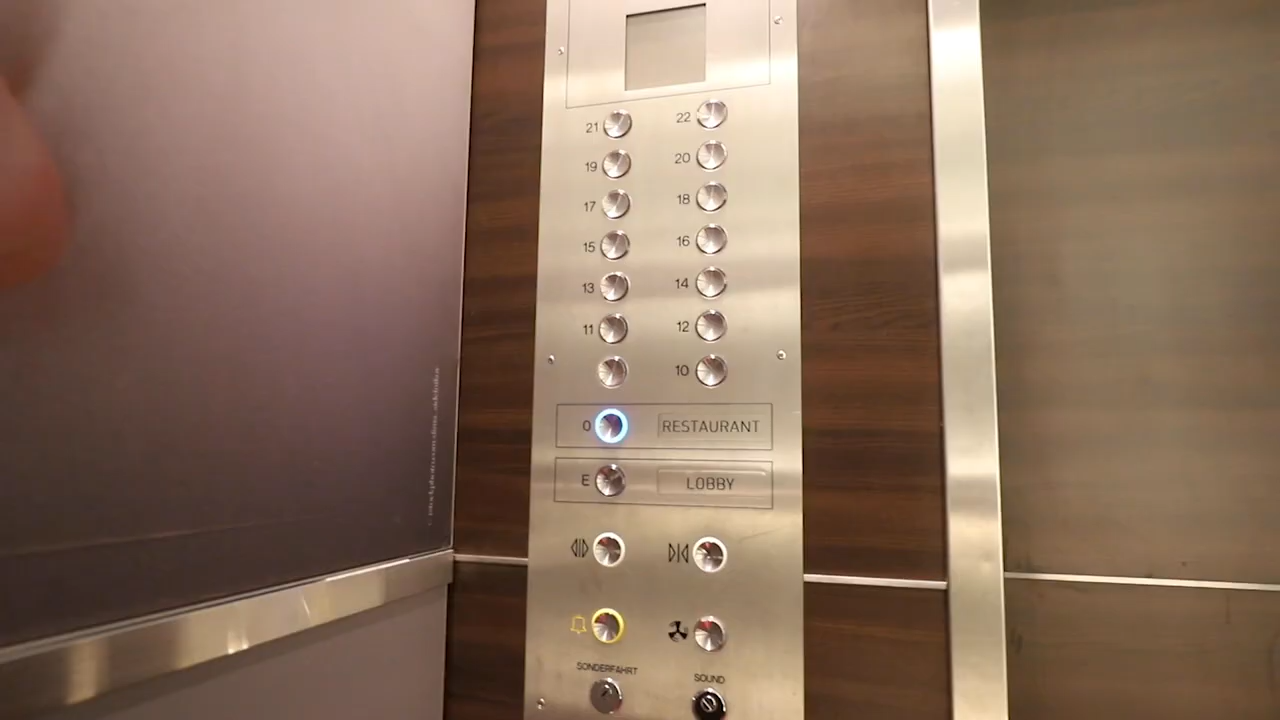 21 22
19 20
17 18
15 16
13 14
11 12
10
0 RESTAURANT
E LOBBY
SONDERFAHRT
SOUND